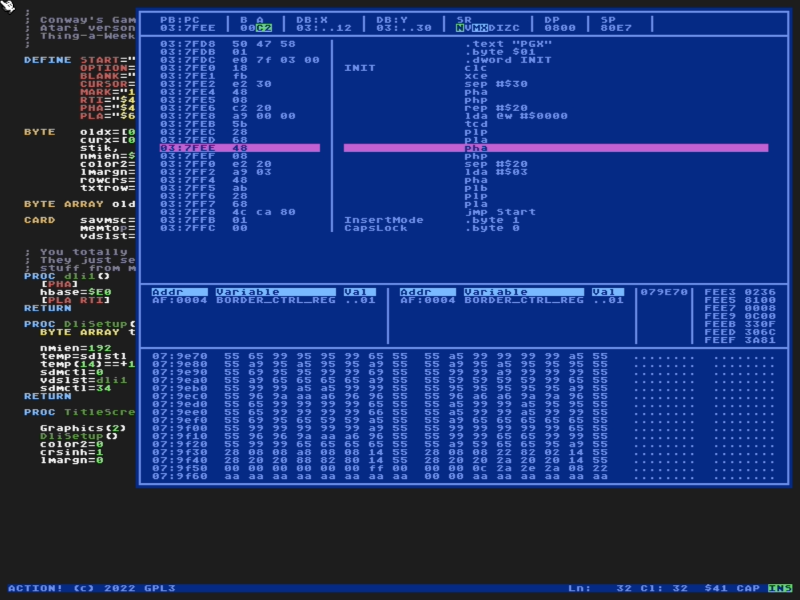 ;
; Conway's Gam
; Atari verson
; Thing-a-Week
;
DEFINE START="
OPTION=
BLANK="
CURSOR=
MARK="1
RTI="$4
PHA="$4
PLA="$6
BYTE oldx=[0
curx=[0
stik,
nmien=$
color2=
lmargn=
rowcrs=
txtrow=
BYTE ARRAY old
CARD savmsc=
memtop=
vdslst=
; You totally
; They just se
; stuff from m
PROC dli1()
[PHA]
hbase=$E0
[PLA RTI]
RETURN
PROC DliSetup(
BYTE ARRAY t
nmien=192
temp=sdlstl
temp(14)==+1
sdmctl=0
vdslst=dli1
sdmctl=34
RETURN
PROC TitleScre
Graphics(2)
DliSetup()
color2=0
crsinh=1
lmargn=0
PB:PC B A DB:X DB:Y SR DP SP
03:7FEE 00C2 03:..12 03:..30 NVMXDIZC 0800 80E7
03:7FD8 50 47 58 .text "PGX"
03:7FDB 01 .byte $01
03:7FDC e0 7f 03 00 .dword INIT
03:7FE0 18 INIT clc
03:7FE1 fb xce
03:7FE2 e2 30 sep #$30
03:7FE4 48 pha
03:7FE5 08 php
03:7FE6 c2 20 rep #$20
03:7FE8 a9 00 00 lda @w #$0000
03:7FEB 5b tcd
03:7FEC 28 plp
03:7FED 68 pla
03:7FEE 48 pha
03:7FEF 08 php
03:7FF0 e2 20 sep #$20
03:7FF2 a9 03 lda #$03
03:7FF4 48 pha
03:7FF5 ab plb
03:7FF6 28 plp
03:7FF7 68 pla
03:7FF8 4c ca 80 jmp Start
03:7FFB 01 InsertMode .byte 1
03:7FFC 00 CapsLock .byte 0
Addr Variable Val Addr Variable Val 079E70 FEE3 0236
AF:0004 BORDER_CTRL_REG ..01 AF:0004 BORDER_CTRL_REG ..01 FEE5 8100
FEE7 0008
FEE9 0C00
FEEB 330F
FEED 306C
FEEF 3A81
07:9e70 55 65 99 95 95 99 65 55 55 a5 99 99 99 99 a5 55 ........ ........
07:9e80 55 a9 95 a5 95 95 a9 55 55 a9 95 a5 95 95 95 55 ........ ........
07:9e90 55 69 95 95 99 99 69 55 55 99 99 a9 99 99 99 55 ........ ........
07:9ea0 55 a9 65 65 65 65 a9 55 55 59 59 59 59 59 65 55 ........ ........
07:9eb0 55 99 99 a5 a5 99 99 55 55 95 95 95 95 95 a9 55 ........ ........
07:9ec0 55 96 9a aa a6 96 96 55 55 96 a6 a6 9a 9a 96 55 ........ ........
07:9ed0 55 65 99 99 99 99 65 55 55 a5 99 99 a5 95 95 55 ........ ........
07:9ee0 55 65 99 99 99 99 66 55 55 a5 99 99 a5 99 99 55 ........ ........
07:9ef0 55 69 95 65 59 59 a5 55 55 a9 65 65 65 65 65 55 ........ ........
07:9f00 55 99 99 99 99 99 a9 55 55 99 99 99 99 99 65 55 ........ ........
07:9f10 55 96 96 9a aa a6 96 55 55 99 99 65 65 99 99 55 ........ ........
07:9f20 55 99 99 65 65 65 65 55 55 a9 59 65 65 95 a9 55 ........ ........
07:9f30 28 08 08 a8 08 08 14 55 28 08 08 22 82 02 14 55 ........ ........
07:9f40 28 20 20 88 82 80 14 55 28 20 20 2a 20 20 14 55 ........ ........
07:9f50 00 00 00 00 00 00 ff 00 00 00 0c 2a 2e 2a 08 22 ........ ........
07:9f60 aa aa aa aa aa aa aa aa 00 00 aa aa aa aa aa aa ........ ........
ACTION! (c) 2022 GPL3 Ln: 32 Cl: 32 $41 CAP INS